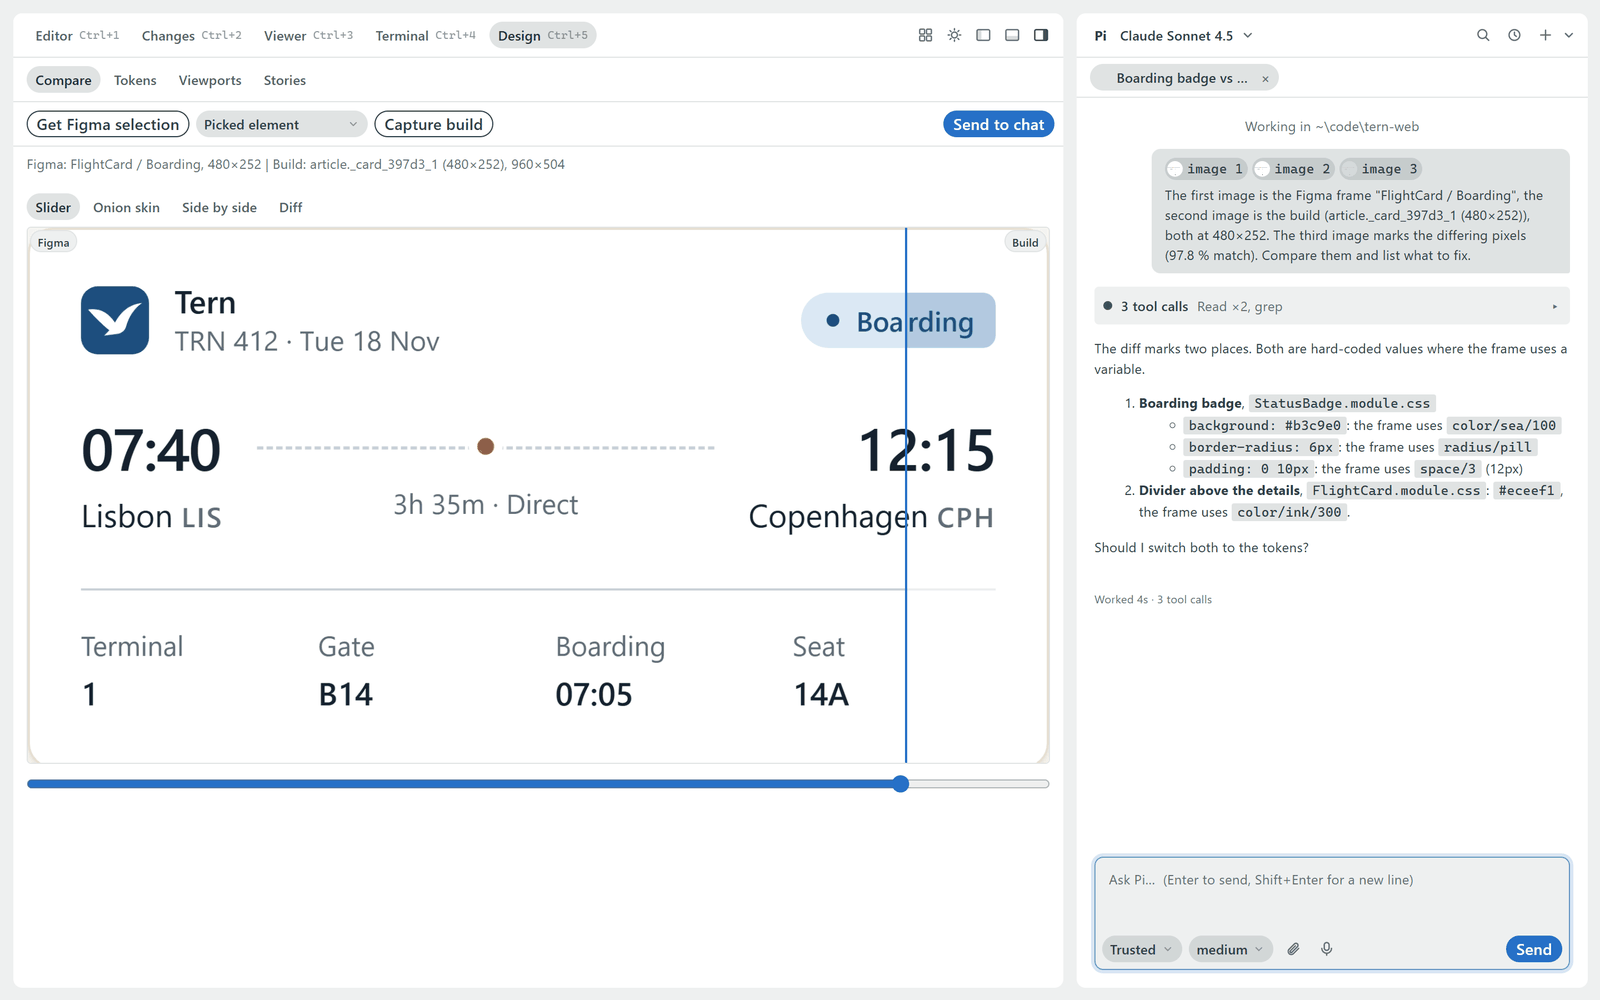 Editor Ctrl+1 Changes Ctrl+2 Viewer Ctrl+3 Terminal Ctrl+4 Design Ctrl+5
Compare Tokens Viewports Stories
Get Figma selection Picked element Capture build Send to chat
Figma: FlightCard / Boarding, 480×252 | Build: article._card_397d3_1 (480×252), 960×504
Slider Onion skin Side by side Diff
Figma Build
Tern
TRN 412 · Tue 18 Nov
Boarding
07:40 12:15
3h 35m · Direct
Lisbon LIS Copenhagen CPH
Terminal Gate Boarding Seat
1 B14 07:05 14A
Pi Claude Sonnet 4.5
Boarding badge vs ... ×
Working in ~\code\tern-web
image 1 image 2 image 3
The first image is the Figma frame "FlightCard / Boarding", the
second image is the build (article._card_397d3_1 (480×252)),
both at 480×252. The third image marks the differing pixels
(97.8 % match). Compare them and list what to fix.
3 tool calls Read ×2, grep
The diff marks two places. Both are hard-coded values where the frame uses a
variable.
1. Boarding badge, StatusBadge.module.css
background: #b3c9e0: the frame uses color/sea/100
border-radius: 6px: the frame uses radius/pill
padding: 0 10px: the frame uses space/3 (12px)
2. Divider above the details, FlightCard.module.css: #eceef1,
the frame uses color/ink/300.
Should I switch both to the tokens?
Worked 4s · 3 tool calls
Ask Pi... (Enter to send, Shift+Enter for a new line)
Trusted medium Send